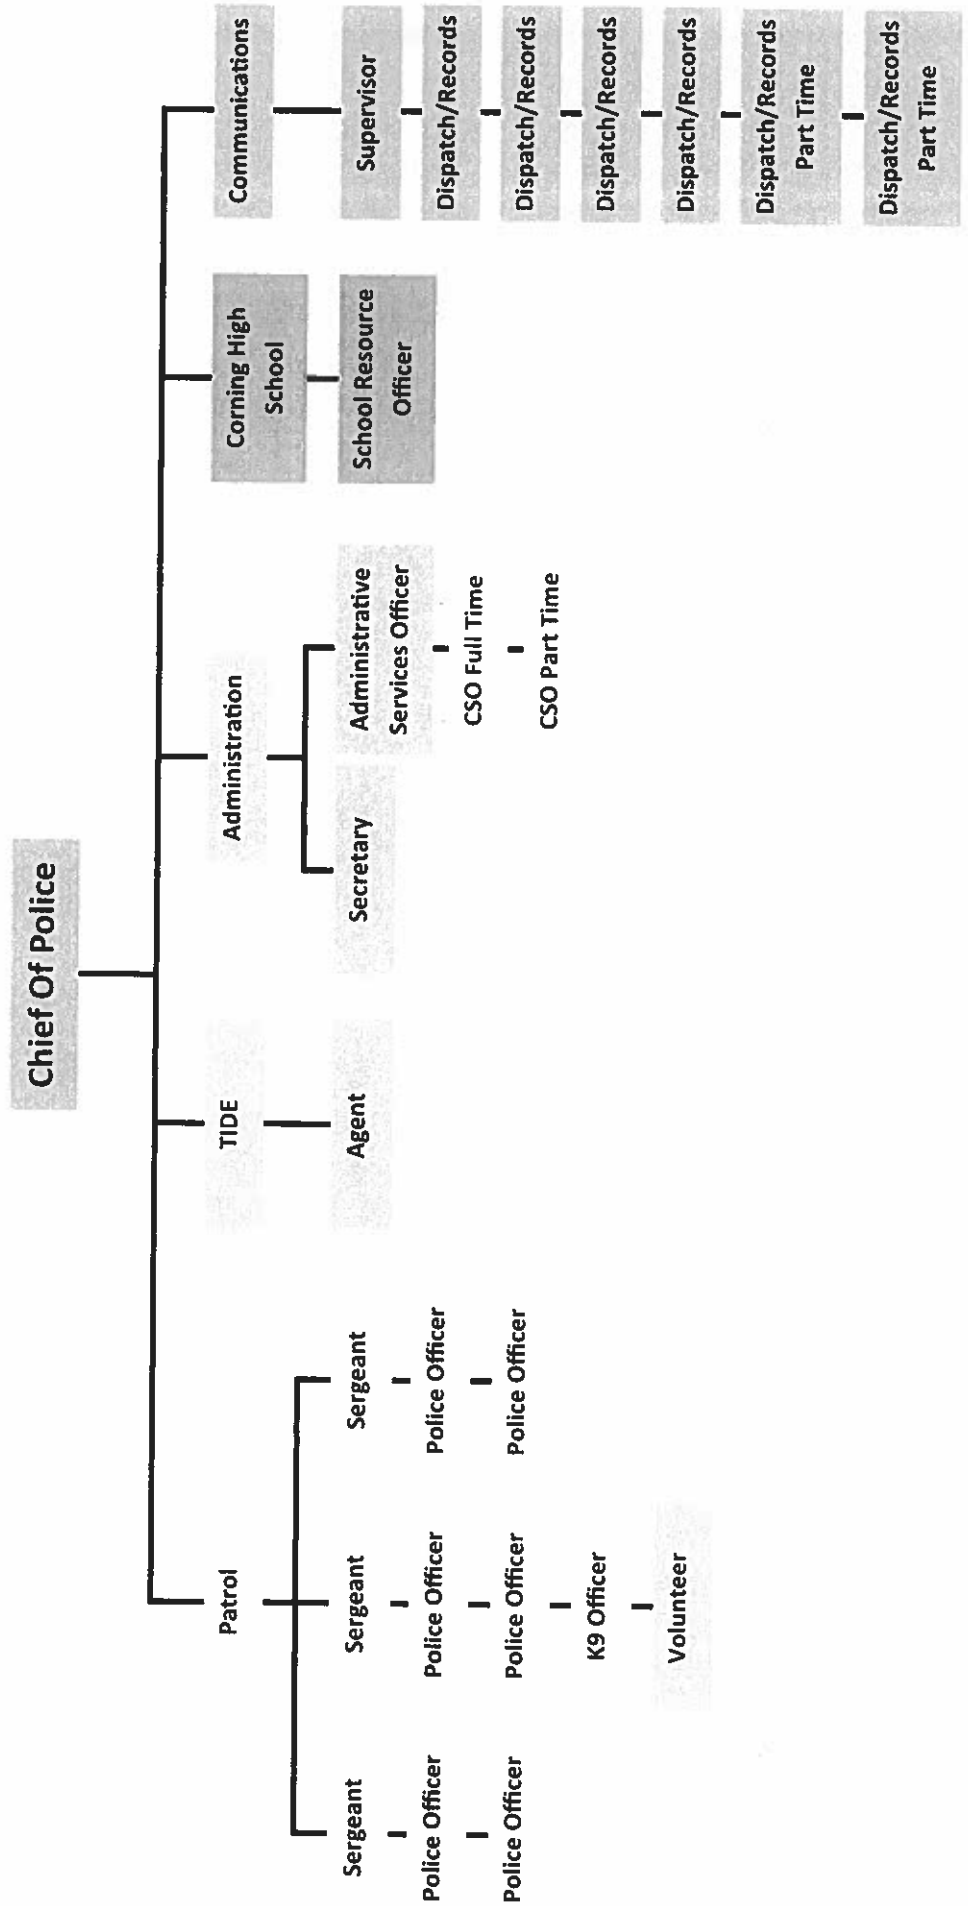 Chief Of Police
Patrol
Sergeant
Police Officer
Police Officer
Sergeant
Police Officer
Police Officer
K9 Officer
Volunteer
Sergeant
Police Officer
Police Officer
TIDE
Agent
Administration
Secretary
Administrative
Services Officer
CSO Full Time
CSO Part Time
Corning High
School
School Resource
Officer
Communications
Supervisor
Dispatch/Records
Dispatch/Records
Dispatch/Records
Dispatch/Records
Dispatch/Records
Part Time
Dispatch/Records
Part Time